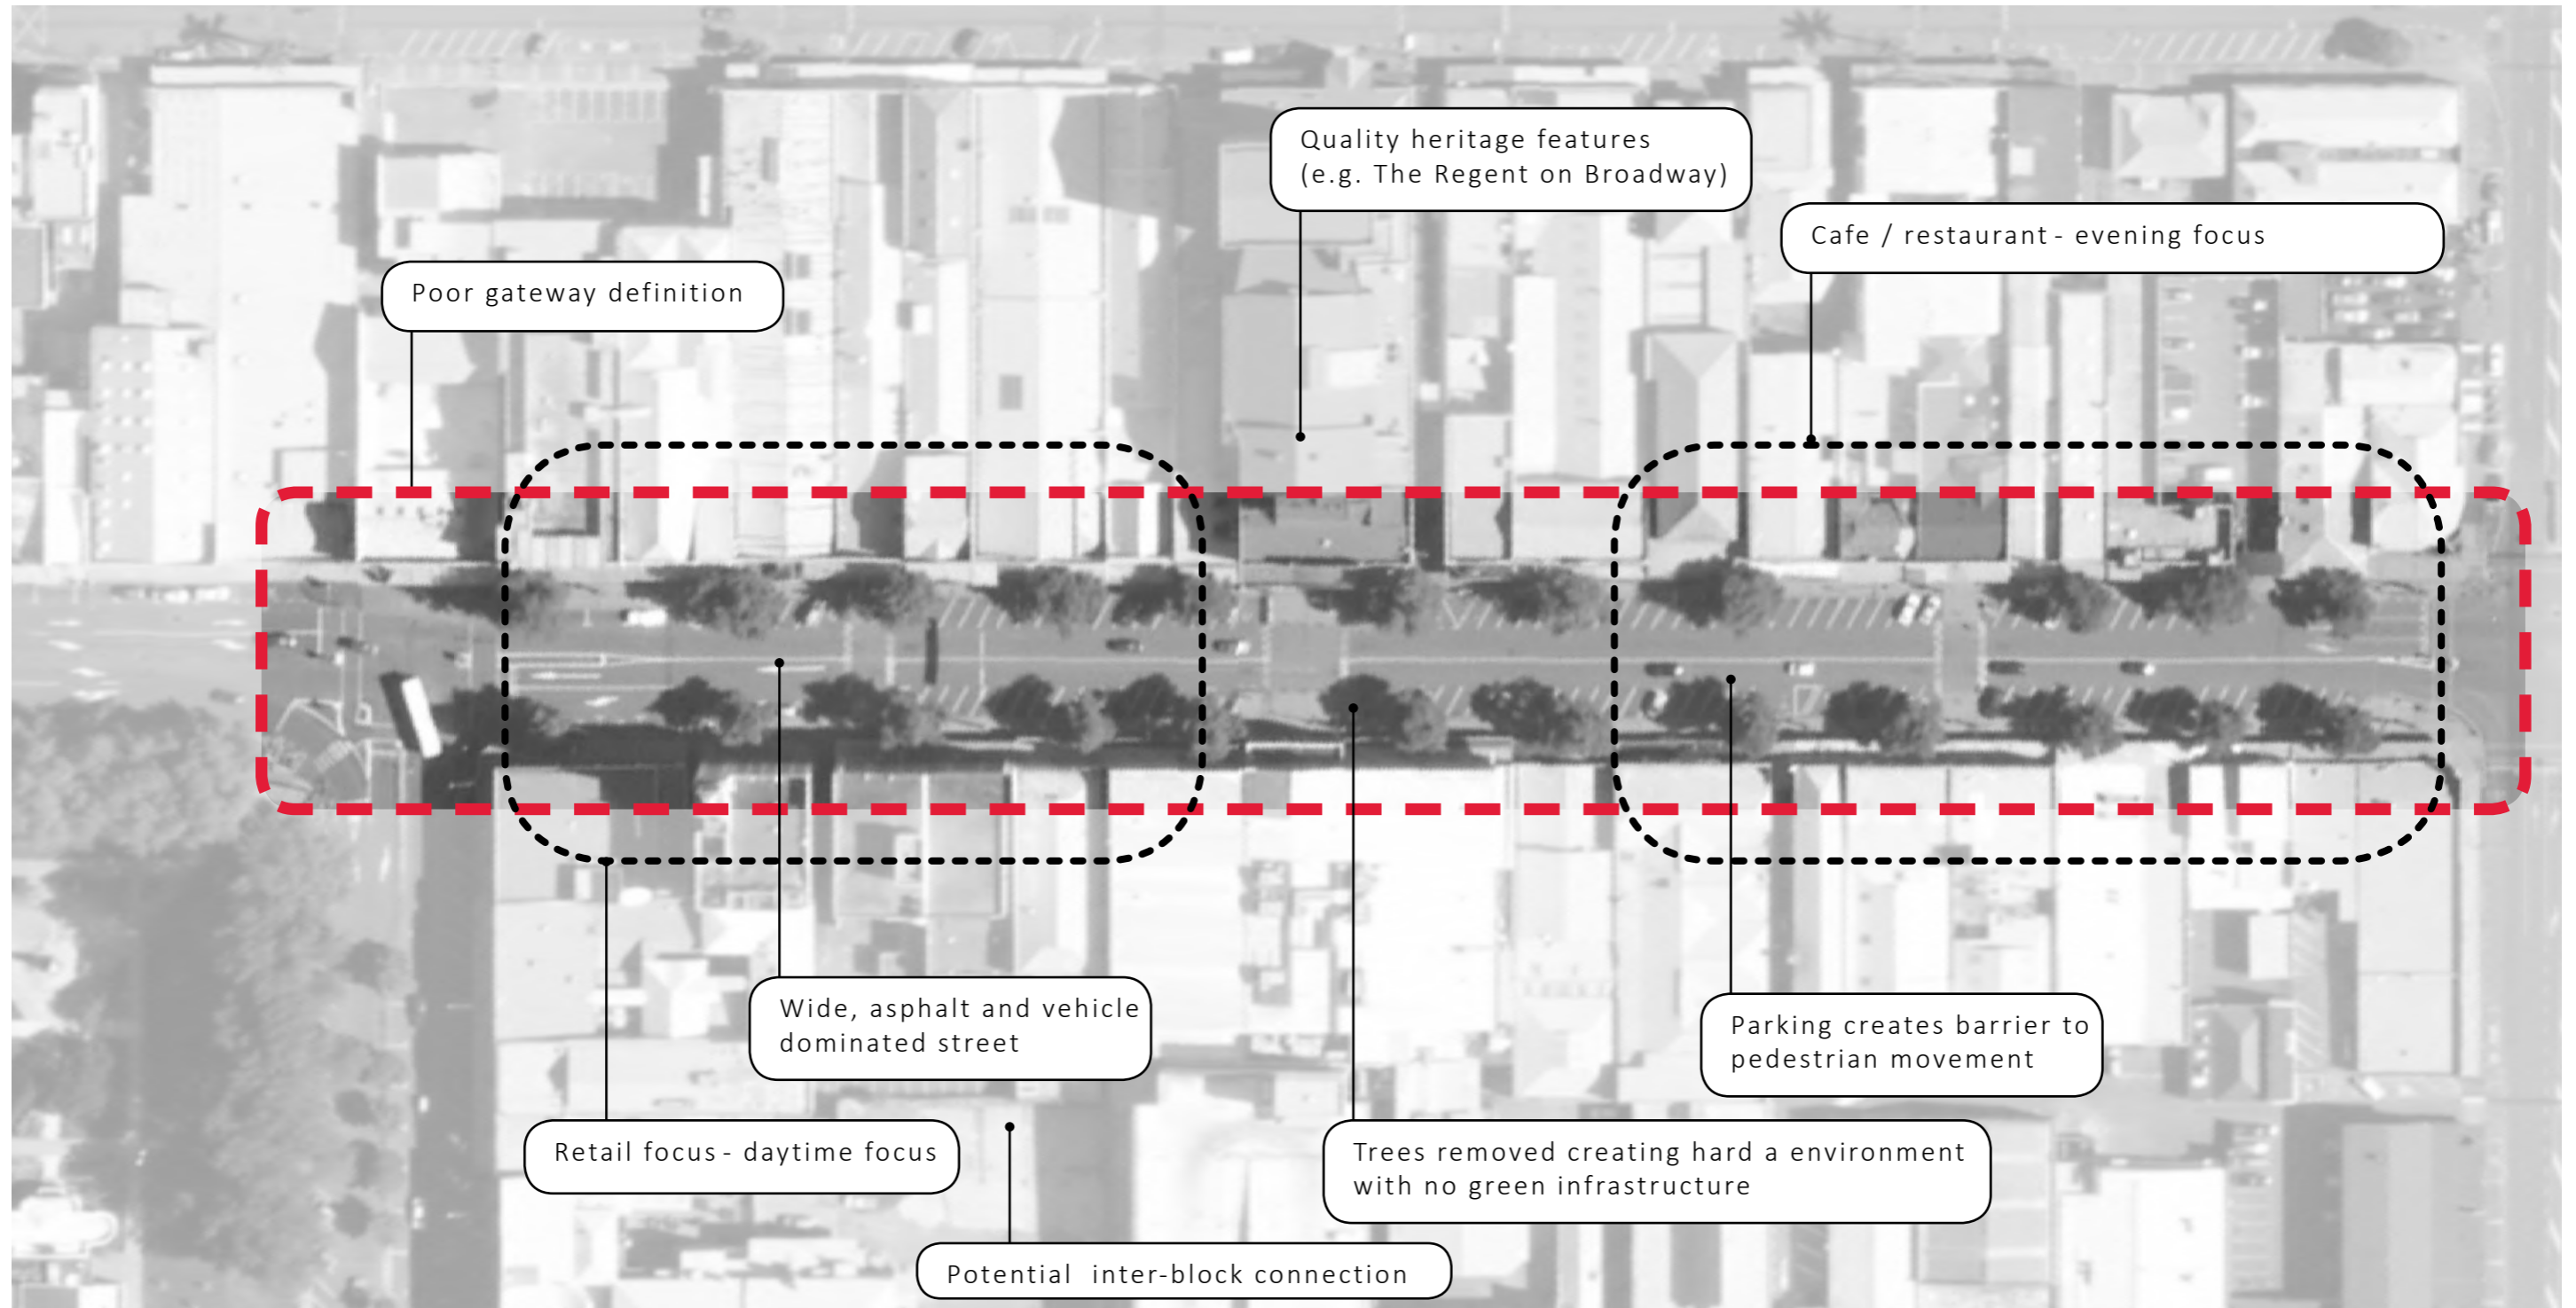 Quality heritage features
(e.g. The Regent on Broadway)
Cafe / restaurant - evening focus
Poor gateway definition
Wide, asphalt and vehicle
dominated street
Parking creates barrier to
pedestrian movement
Retail focus - daytime focus
Trees removed creating hard a environment
with no green infrastructure
Potential inter-block connection